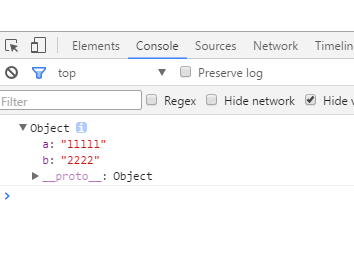 Elements Console Sources Network Timelin
top Preserve log
Filter Regex Hide network Hide v
Object i
a: "11111"
b: "2222"
__proto__: Object